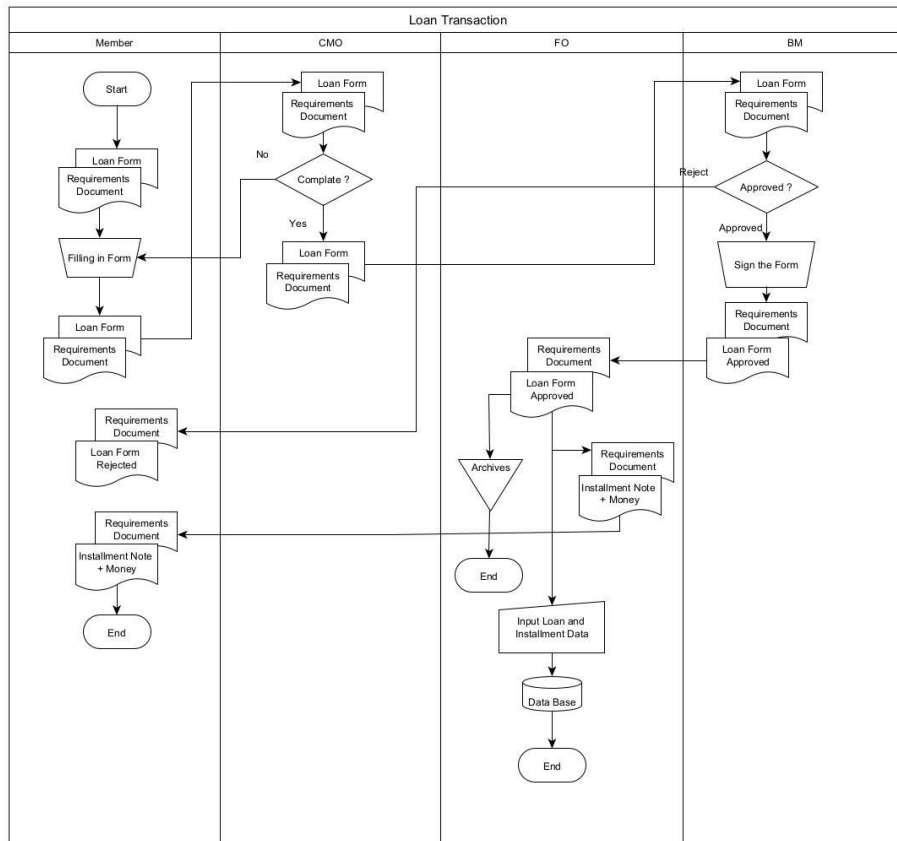 Loan Transaction
Member
CMO
FO
BM
Start
Loan Form
Requirements
Document
Filling in Form
Loan Form
Requirements
Document
Requirements
Document
Loan Form
Rejected
Requirements
Document
Installment Note
+ Money
End
Loan Form
Requirements
Document
No
Complate ?
Yes
Loan Form
Requirements
Document
Requirements
Document
Loan Form
Approved
Archives
Requirements
Document
Installment Note
+ Money
End
Input Loan and
Installment Data
Data Base
End
Loan Form
Requirements
Document
Reject
Approved ?
Approved
Sign the Form
Requirements
Document
Loan Form
Approved